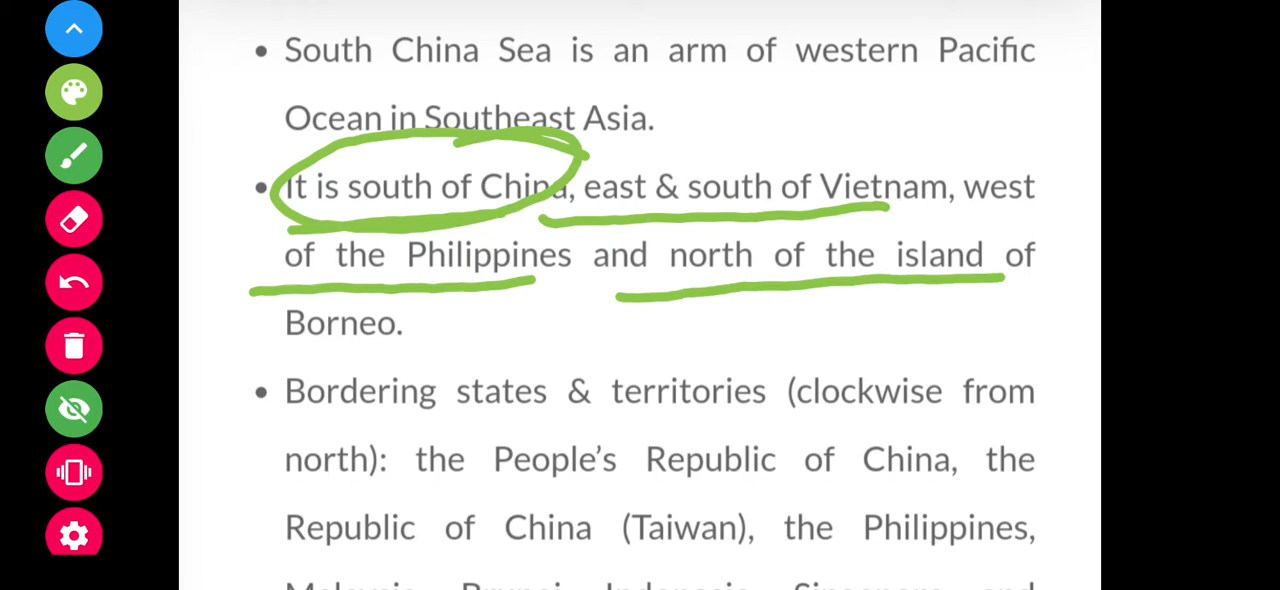 • South China Sea is an arm of western Pacific
Ocean in Southeast Asia.
• It is south of China, east & south of Vietnam, west
of the Philippines and north of the island of
Borneo.
• Bordering states & territories (clockwise from
north): the People's Republic of China, the
Republic of China (Taiwan), the Philippines,